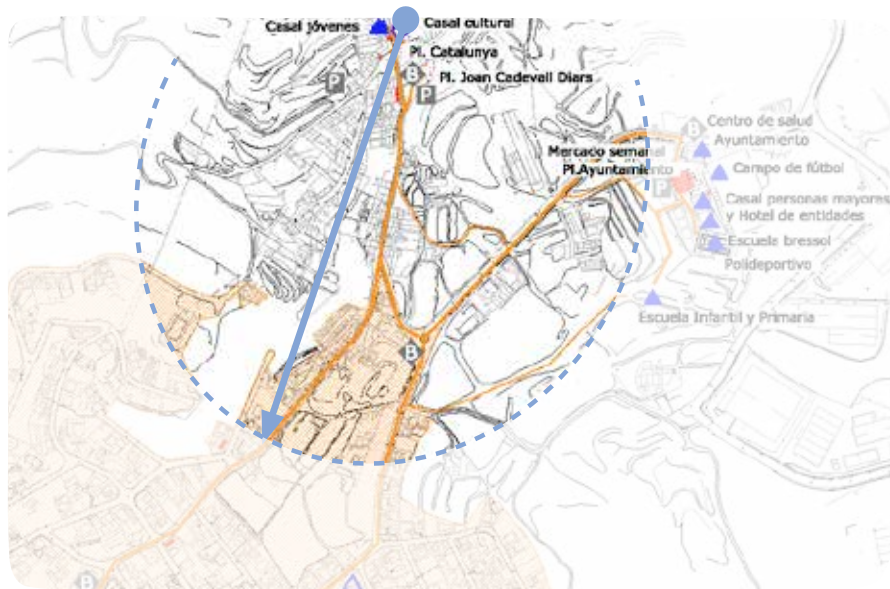 Casal jóvenes
Casal cultural
Pl. Catalunya
B
P
Pl. Joan Cadevall Diars
P
Mercado semanal
Pl.Ayuntamiento
P
B
Centro de salud
Ayuntamiento
Campo de fútbol
Casal personas mayores
y Hotel de entidades
Escuela bressol
Polideportivo
Escuela Infantil y Primaria
B
B